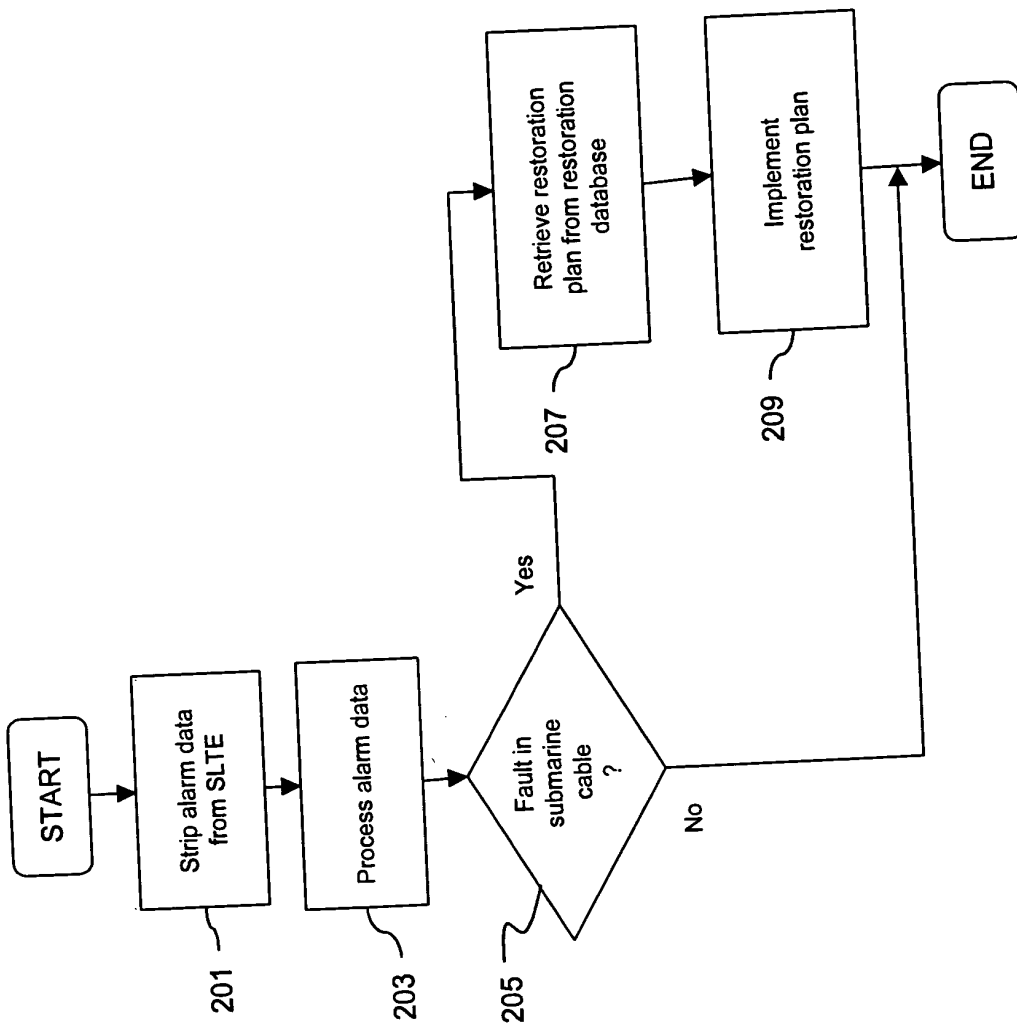 START
Strip alarm data
from SLTE
201
Process alarm data
203
Fault in
submarine
cable
?
205
Yes
No
Retrieve restoration
plan from restoration
database
207
Implement
restoration plan
209
END